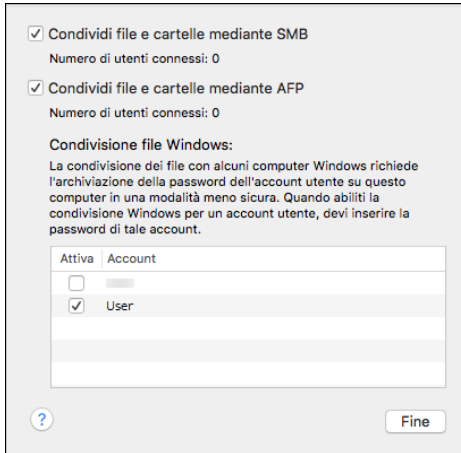 Condividi file e cartelle mediante SMB
Numero di utenti connessi: 0
Condividi file e cartelle mediante AFP
Numero di utenti connessi: 0
Condivisione file Windows:
La condivisione dei file con alcuni computer Windows richiede
l'archiviazione della password dell'account utente su questo
computer in una modalità meno sicura. Quando abiliti la
condivisione Windows per un account utente, devi inserire la
password di tale account.
Attiva Account
User
? Fine